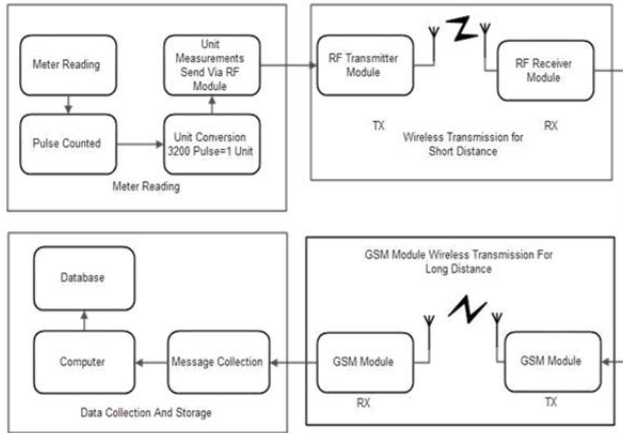 Meter Reading
Pulse Counted
Unit
Measurements
Send Via RF
Module
Unit Conversion
3200 Pulse=1 Unit
Meter Reading
RF Transmitter
Module
RF Receiver
Module
TX
RX
Wireless Transmission for
Short Distance
Database
Computer
Message Collection
Data Collection And Storage
GSM Module Wireless Transmission For
Long Distance
GSM Module
GSM Module
RX
TX